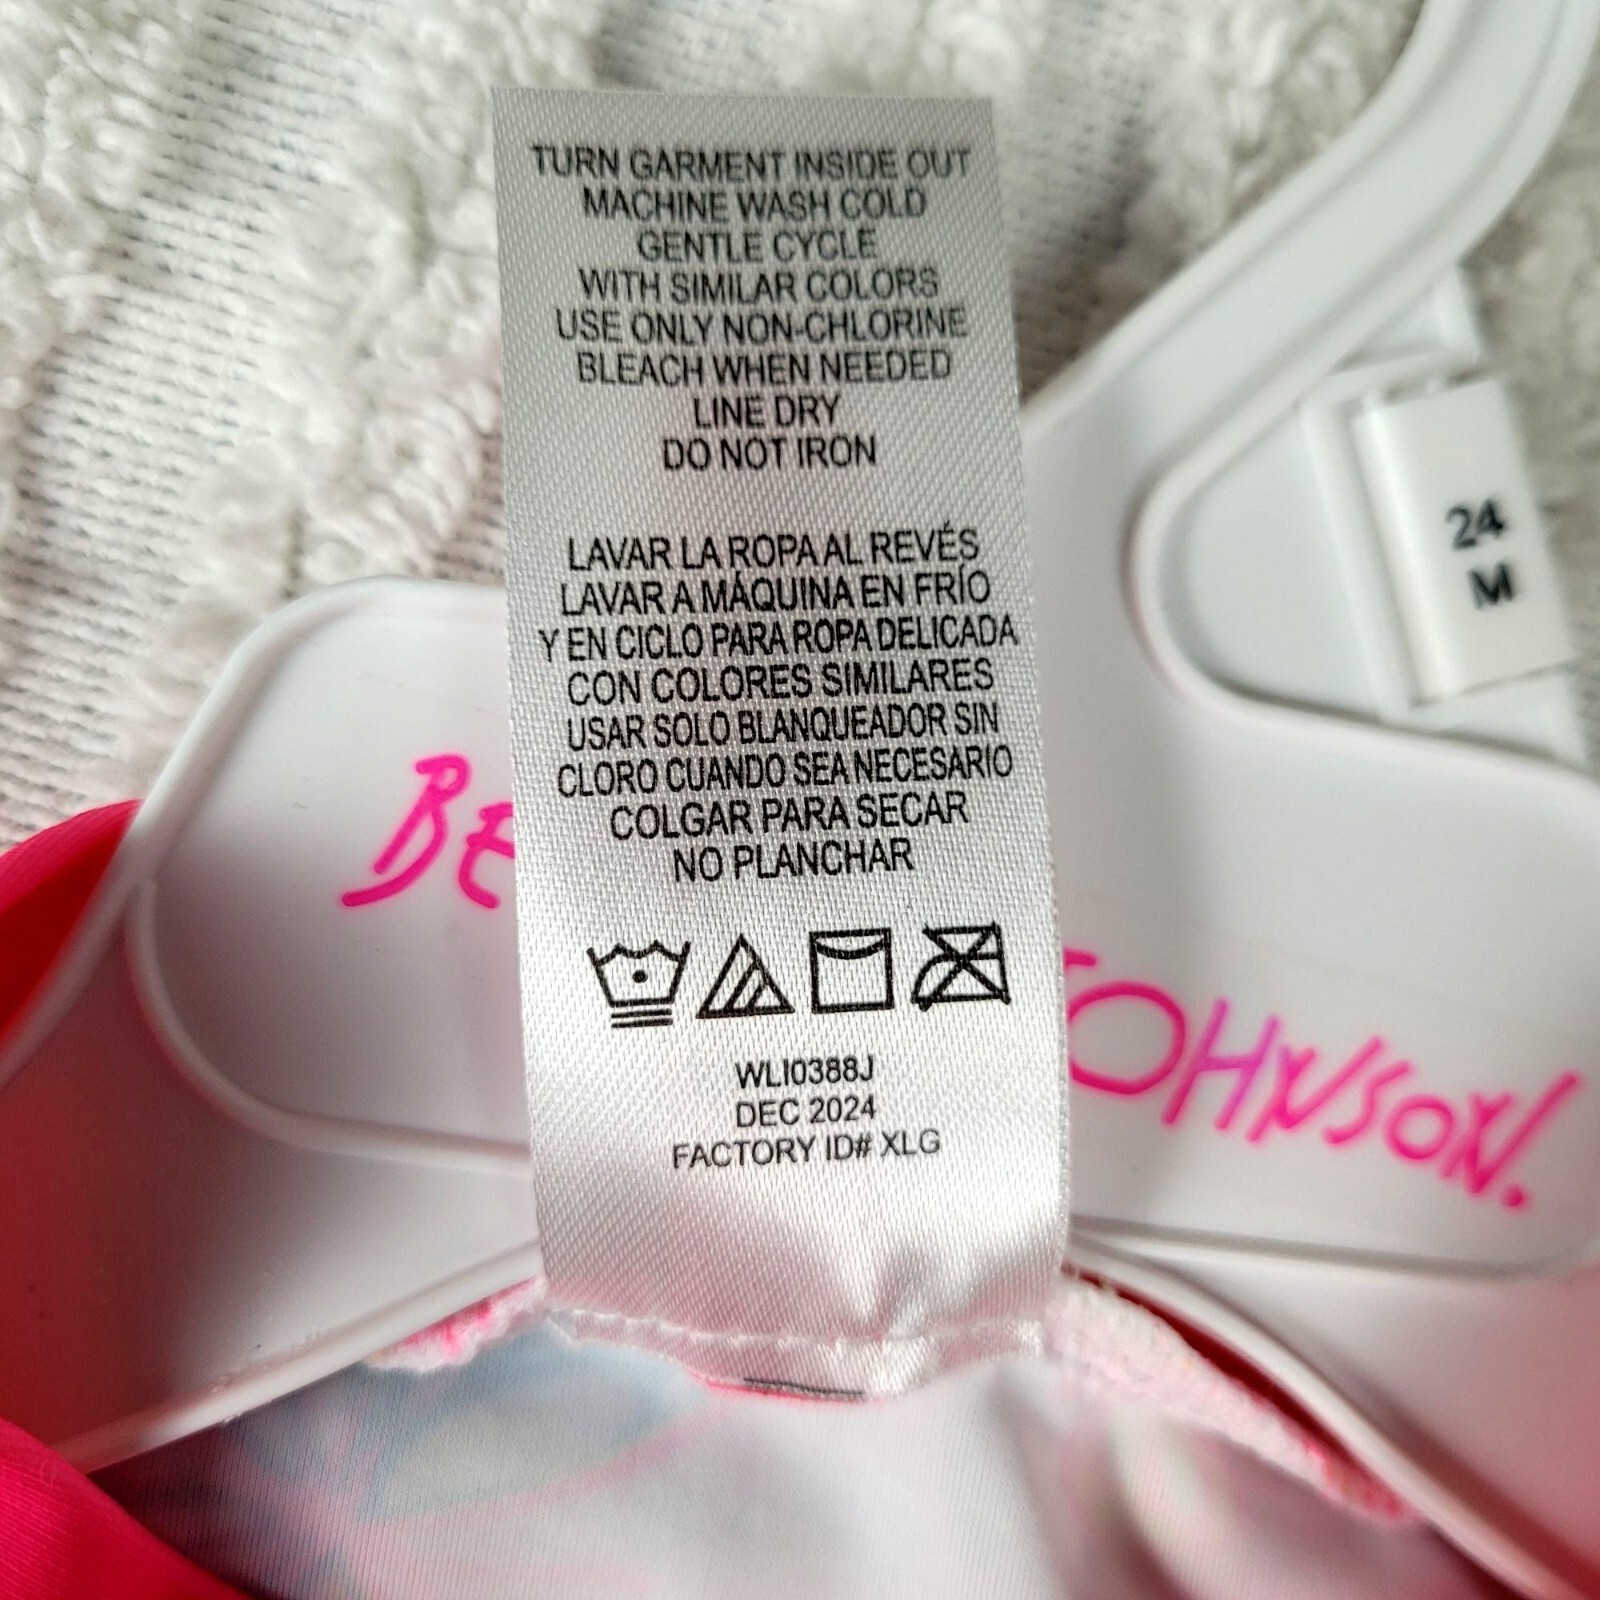 TURN GARMENT INSIDE OUT
MACHINE WASH COLD
GENTLE CYCLE
WITH SIMILAR COLORS
USE ONLY NON-CHLORINE
BLEACH WHEN NEEDED
LINE DRY
DO NOT IRON
LAVAR LA ROPA AL REVÉS
LAVAR A MÁQUINA EN FRÍO
Y EN CICLO PARA ROPA DELICADA
CON COLORES SIMILARES
USAR SOLO BLANQUEADOR SIN
CLORO CUANDO SEA NECESARIO
COLGAR PARA SECAR
NO PLANCHAR
WLI0388J
DEC 2024
FACTORY ID# XLG
BE JOHNSON.
24
M